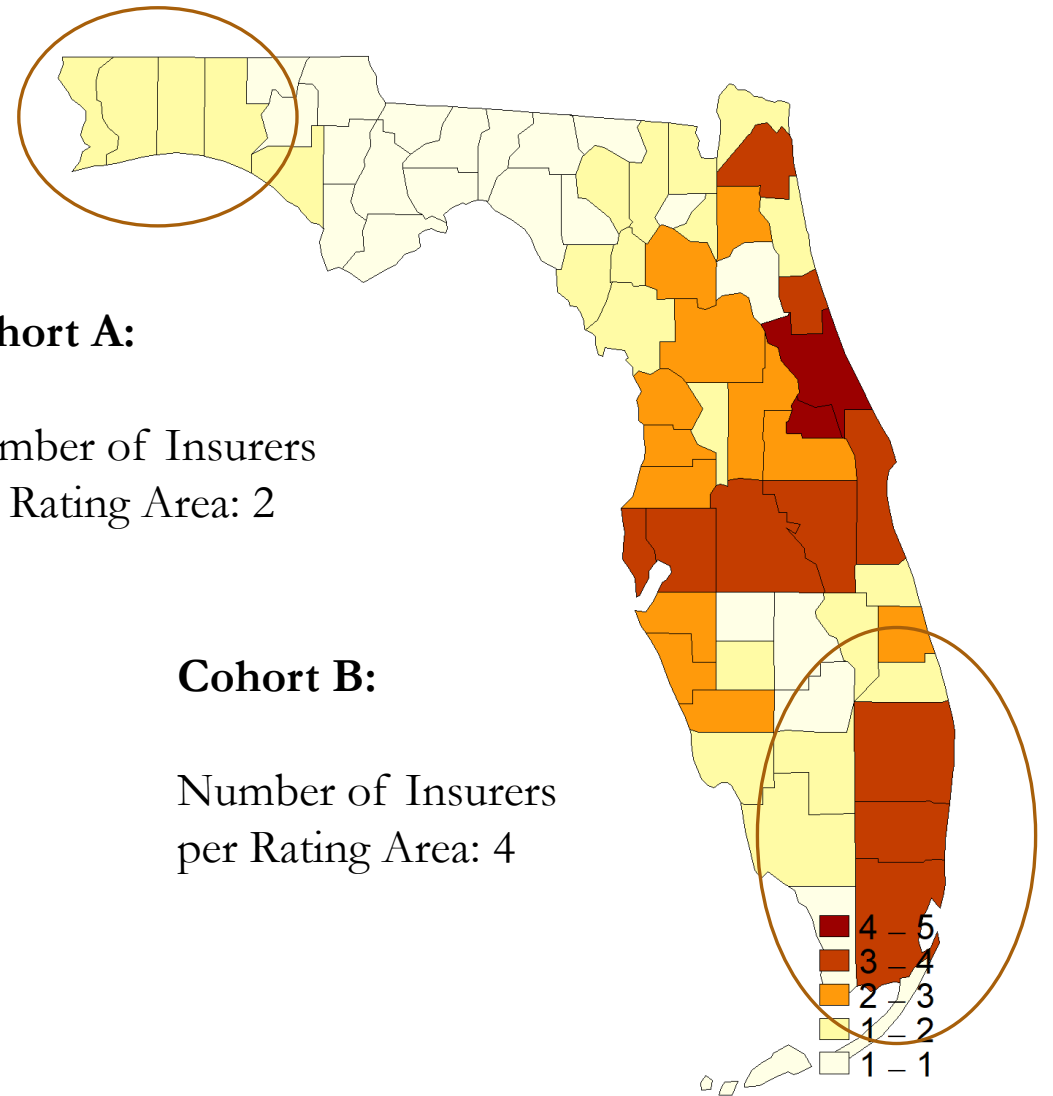 hort A:
mber of Insurers
Rating Area: 2
Cohort B:
Number of Insurers
per Rating Area: 4
4 – 5
3 – 4
2 – 3
1 – 2
1 – 1